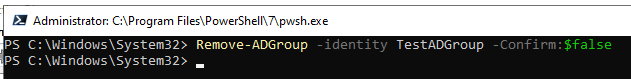 Administrator: C:\Program Files\PowerShell\7\pwsh.exe
PS C:\Windows\System32> Remove-ADGroup -identity TestADGroup -Confirm:$false
PS C:\Windows\System32> _